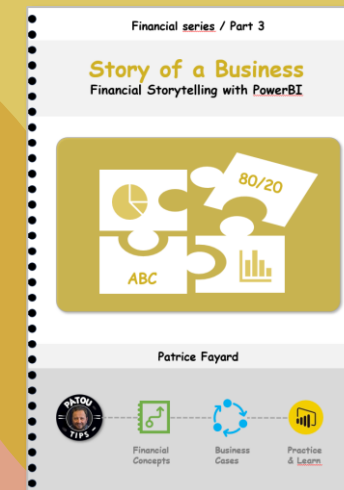 Financial series / Part 3
Story of a Business
Financial Storytelling with PowerBI
80/20
ABC
Patrice Fayard
PATOU
TIPS
Financial Concepts
Business Cases
Practice & Learn